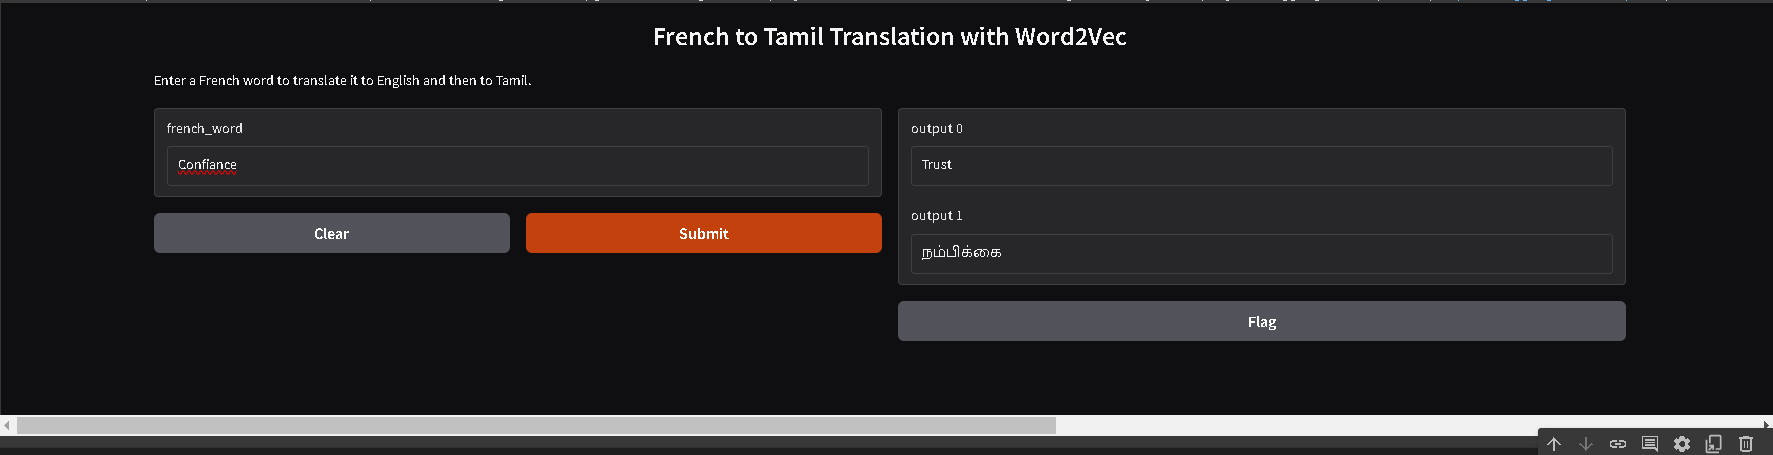 French to Tamil Translation with Word2Vec
Enter a French word to translate it to English and then to Tamil.
french_word
Confiance
Clear
Submit
output 0
Trust
output 1
நம்பிக்கை
Flag